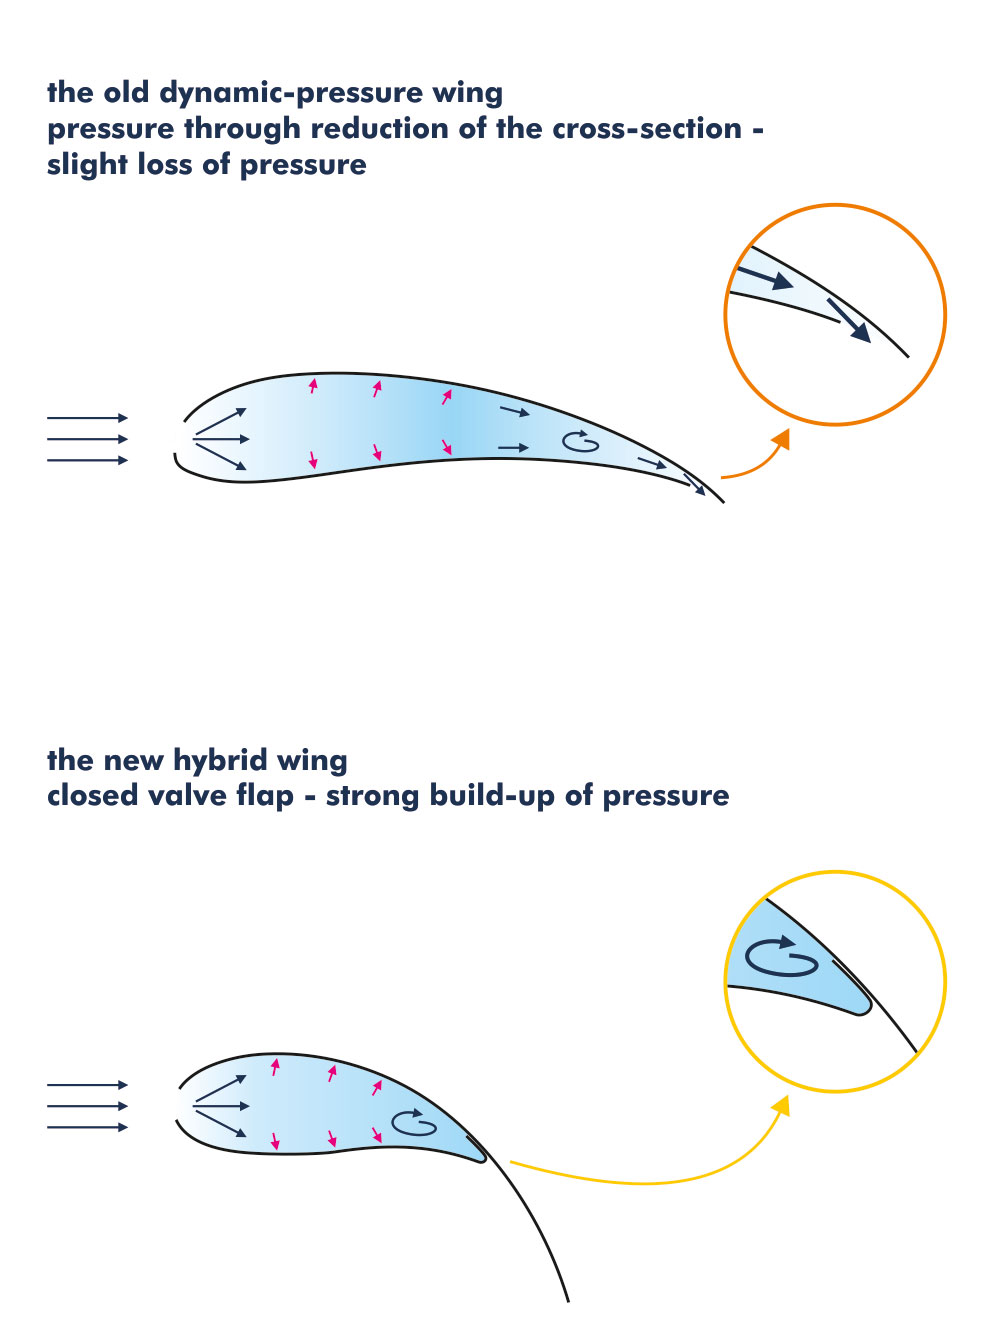 the old dynamic-pressure wing
pressure through reduction of the cross-section -
slight loss of pressure
the new hybrid wing
closed valve flap - strong build-up of pressure